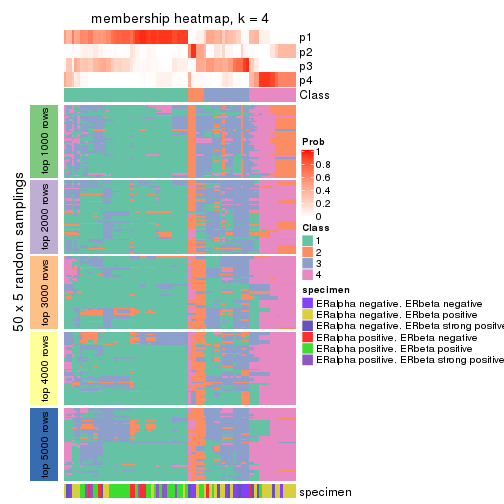 membership heatmap, k = 4
p1
p2
p3
p4
Class
50 x 5 random samplings
top 1000 rows
top 2000 rows
top 3000 rows
top 4000 rows
top 5000 rows
Prob
1
0.8
0.6
0.4
0.2
0
Class
1
2
3
4
specimen
ERalpha negative. ERbeta negative
ERalpha negative. ERbeta positive
ERalpha negative. ERbeta strong positive
ERalpha positive. ERbeta negative
ERalpha positive. ERbeta positive
ERalpha positive. ERbeta strong positive
specimen